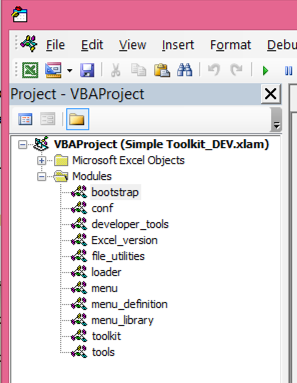 File Edit View Insert Format Debu
Project - VBAProject
VBAProject (Simple Toolkit_DEV.xlam)
Microsoft Excel Objects
Modules
bootstrap
conf
developer_tools
Excel_version
file_utilities
loader
menu
menu_definition
menu_library
toolkit
tools